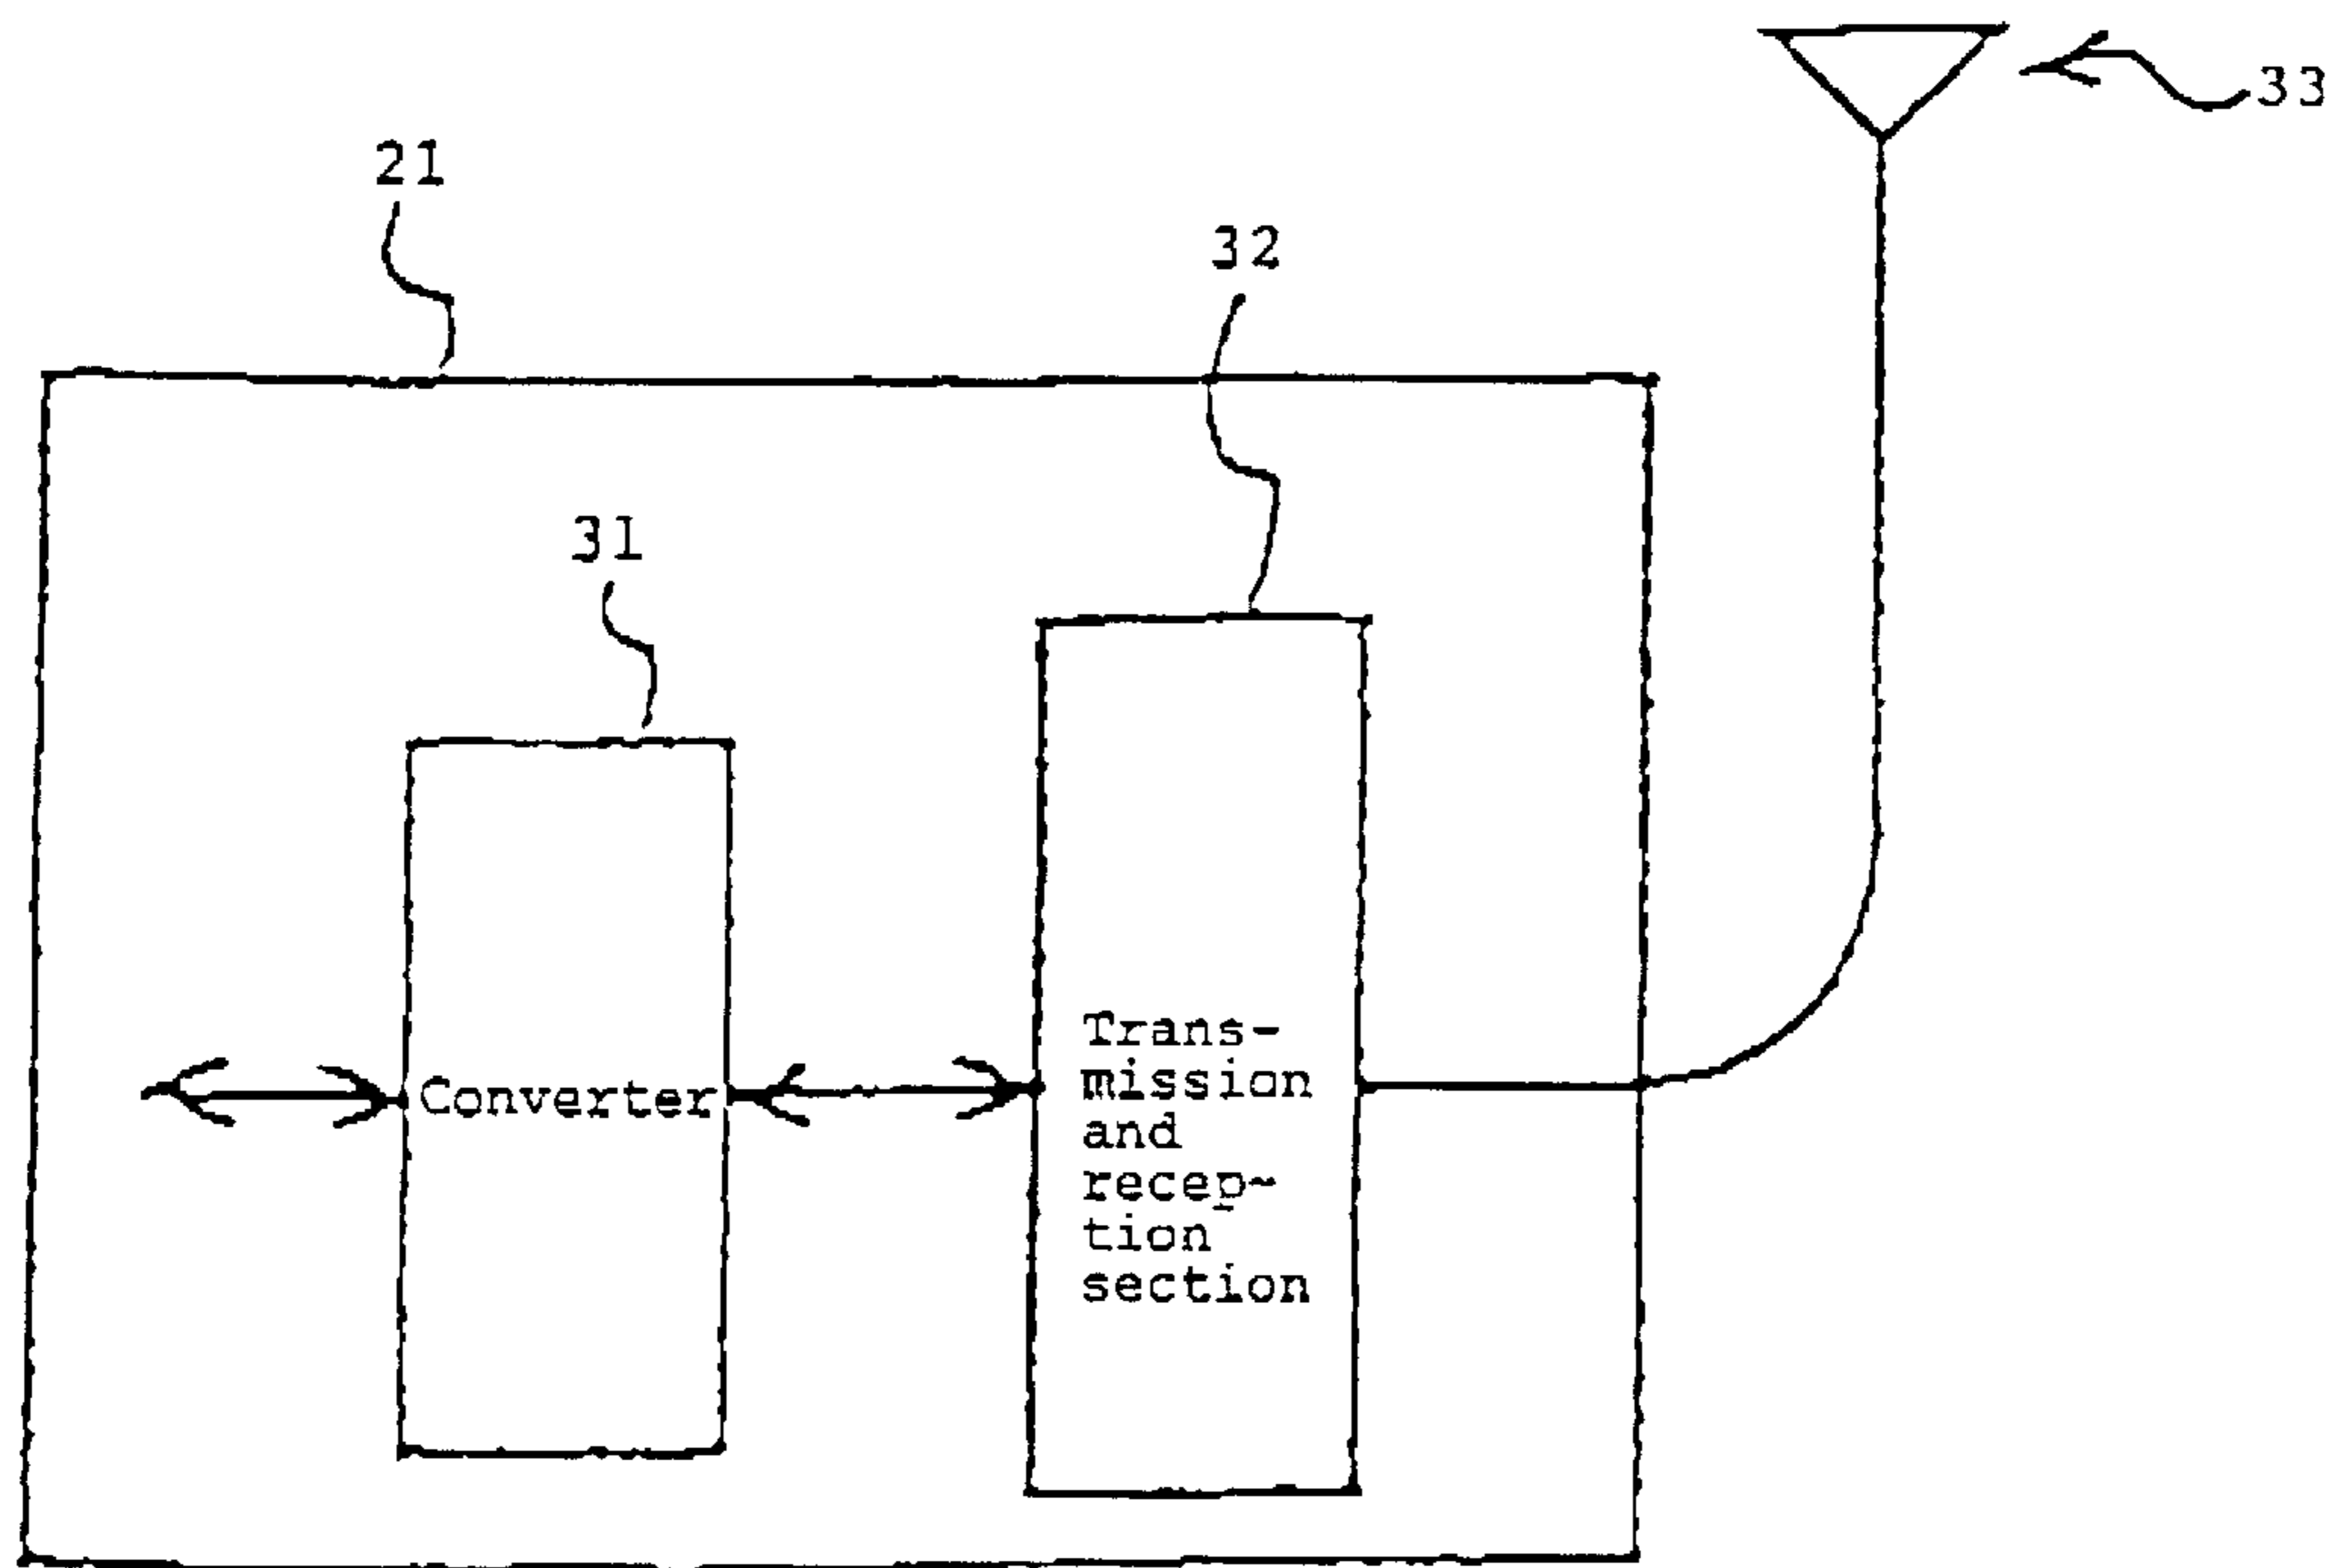 33
21
32
31
Converter
Trans-
mission
and
recep-
tion
section